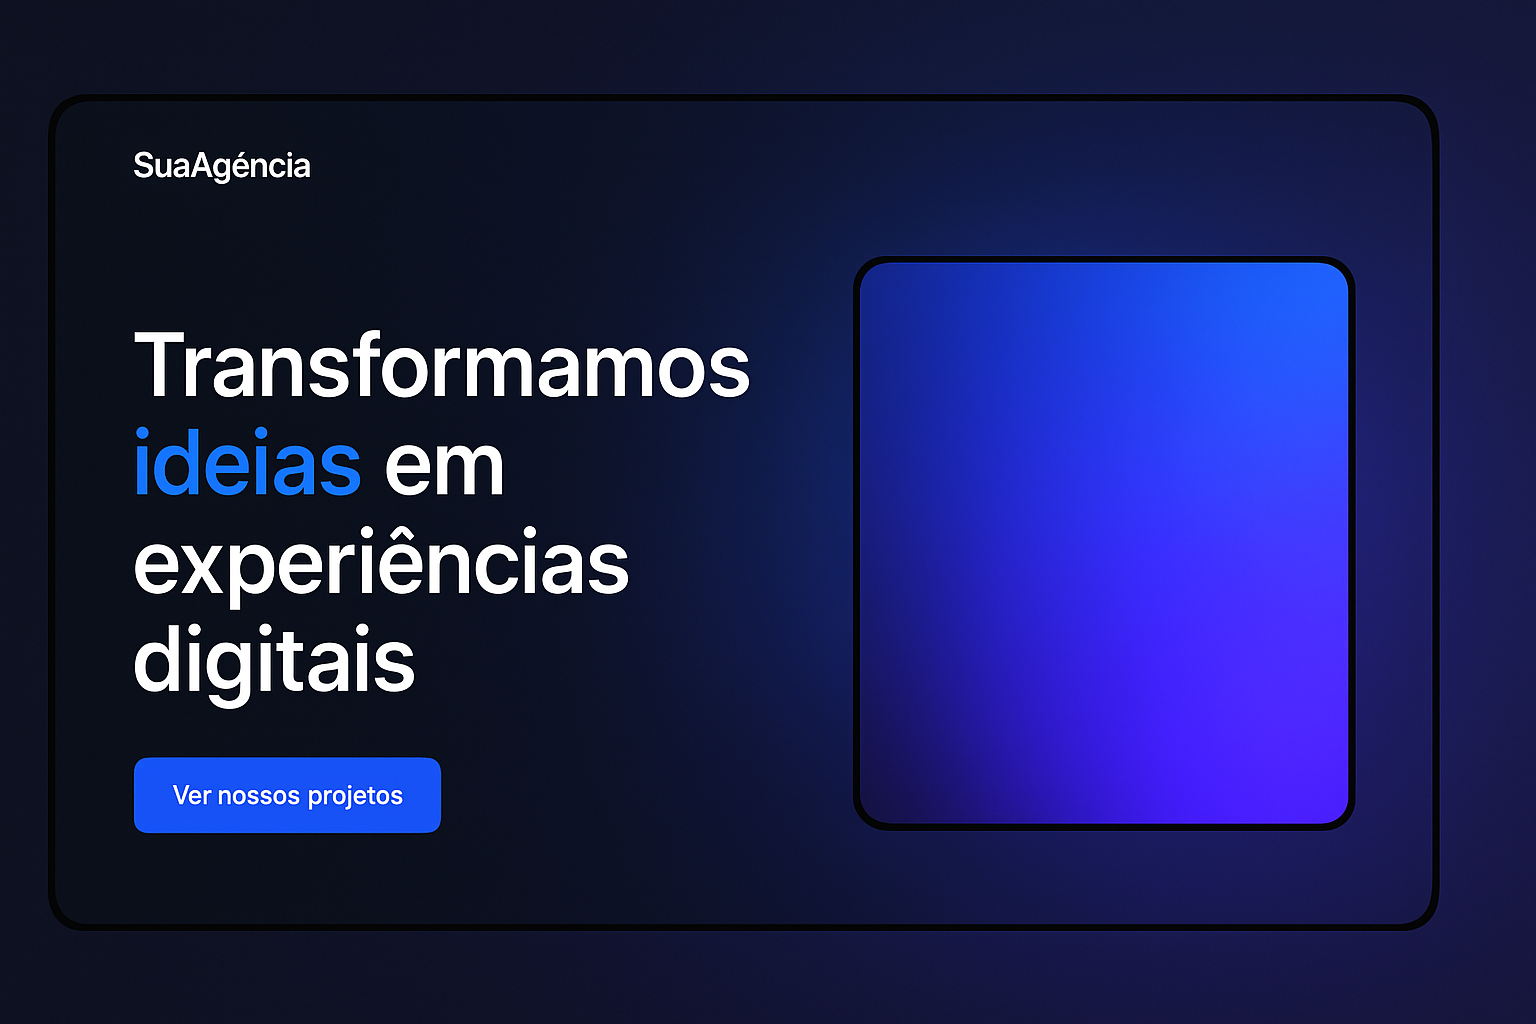 SuaAgéncia
Transformamos
ideias em
experiências
digitais
Ver nossos projetos